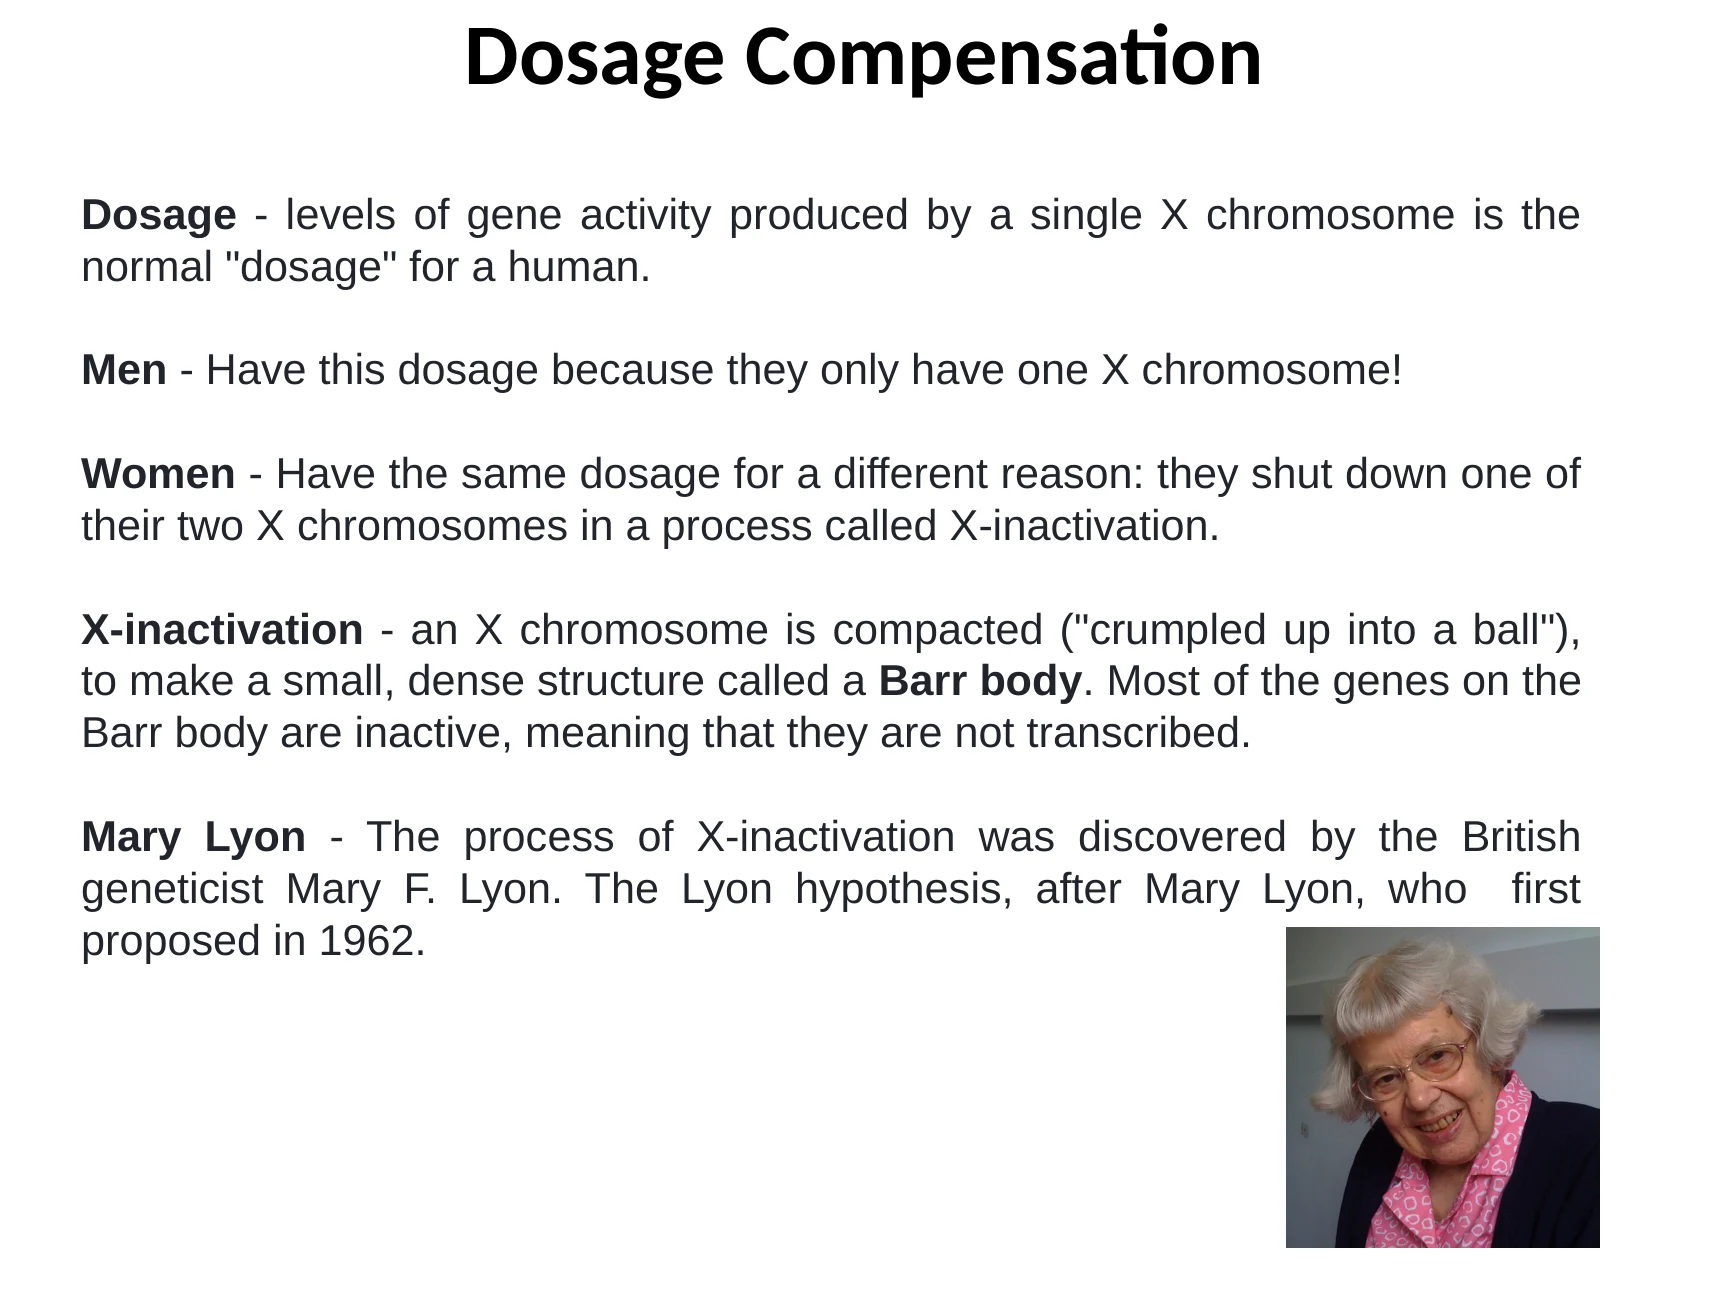 Dosage Compensation
Dosage - levels of gene activity produced by a single X chromosome is the
normal "dosage" for a human.
Men - Have this dosage because they only have one X chromosome!
Women - Have the same dosage for a different reason: they shut down one of
their two X chromosomes in a process called X-inactivation.
X-inactivation - an X chromosome is compacted ("crumpled up into a ball"),
to make a small, dense structure called a Barr body. Most of the genes on the
Barr body are inactive, meaning that they are not transcribed.
Mary Lyon - The process of X-inactivation was discovered by the British
geneticist Mary F. Lyon. The Lyon hypothesis, after Mary Lyon, who  first
proposed in 1962.